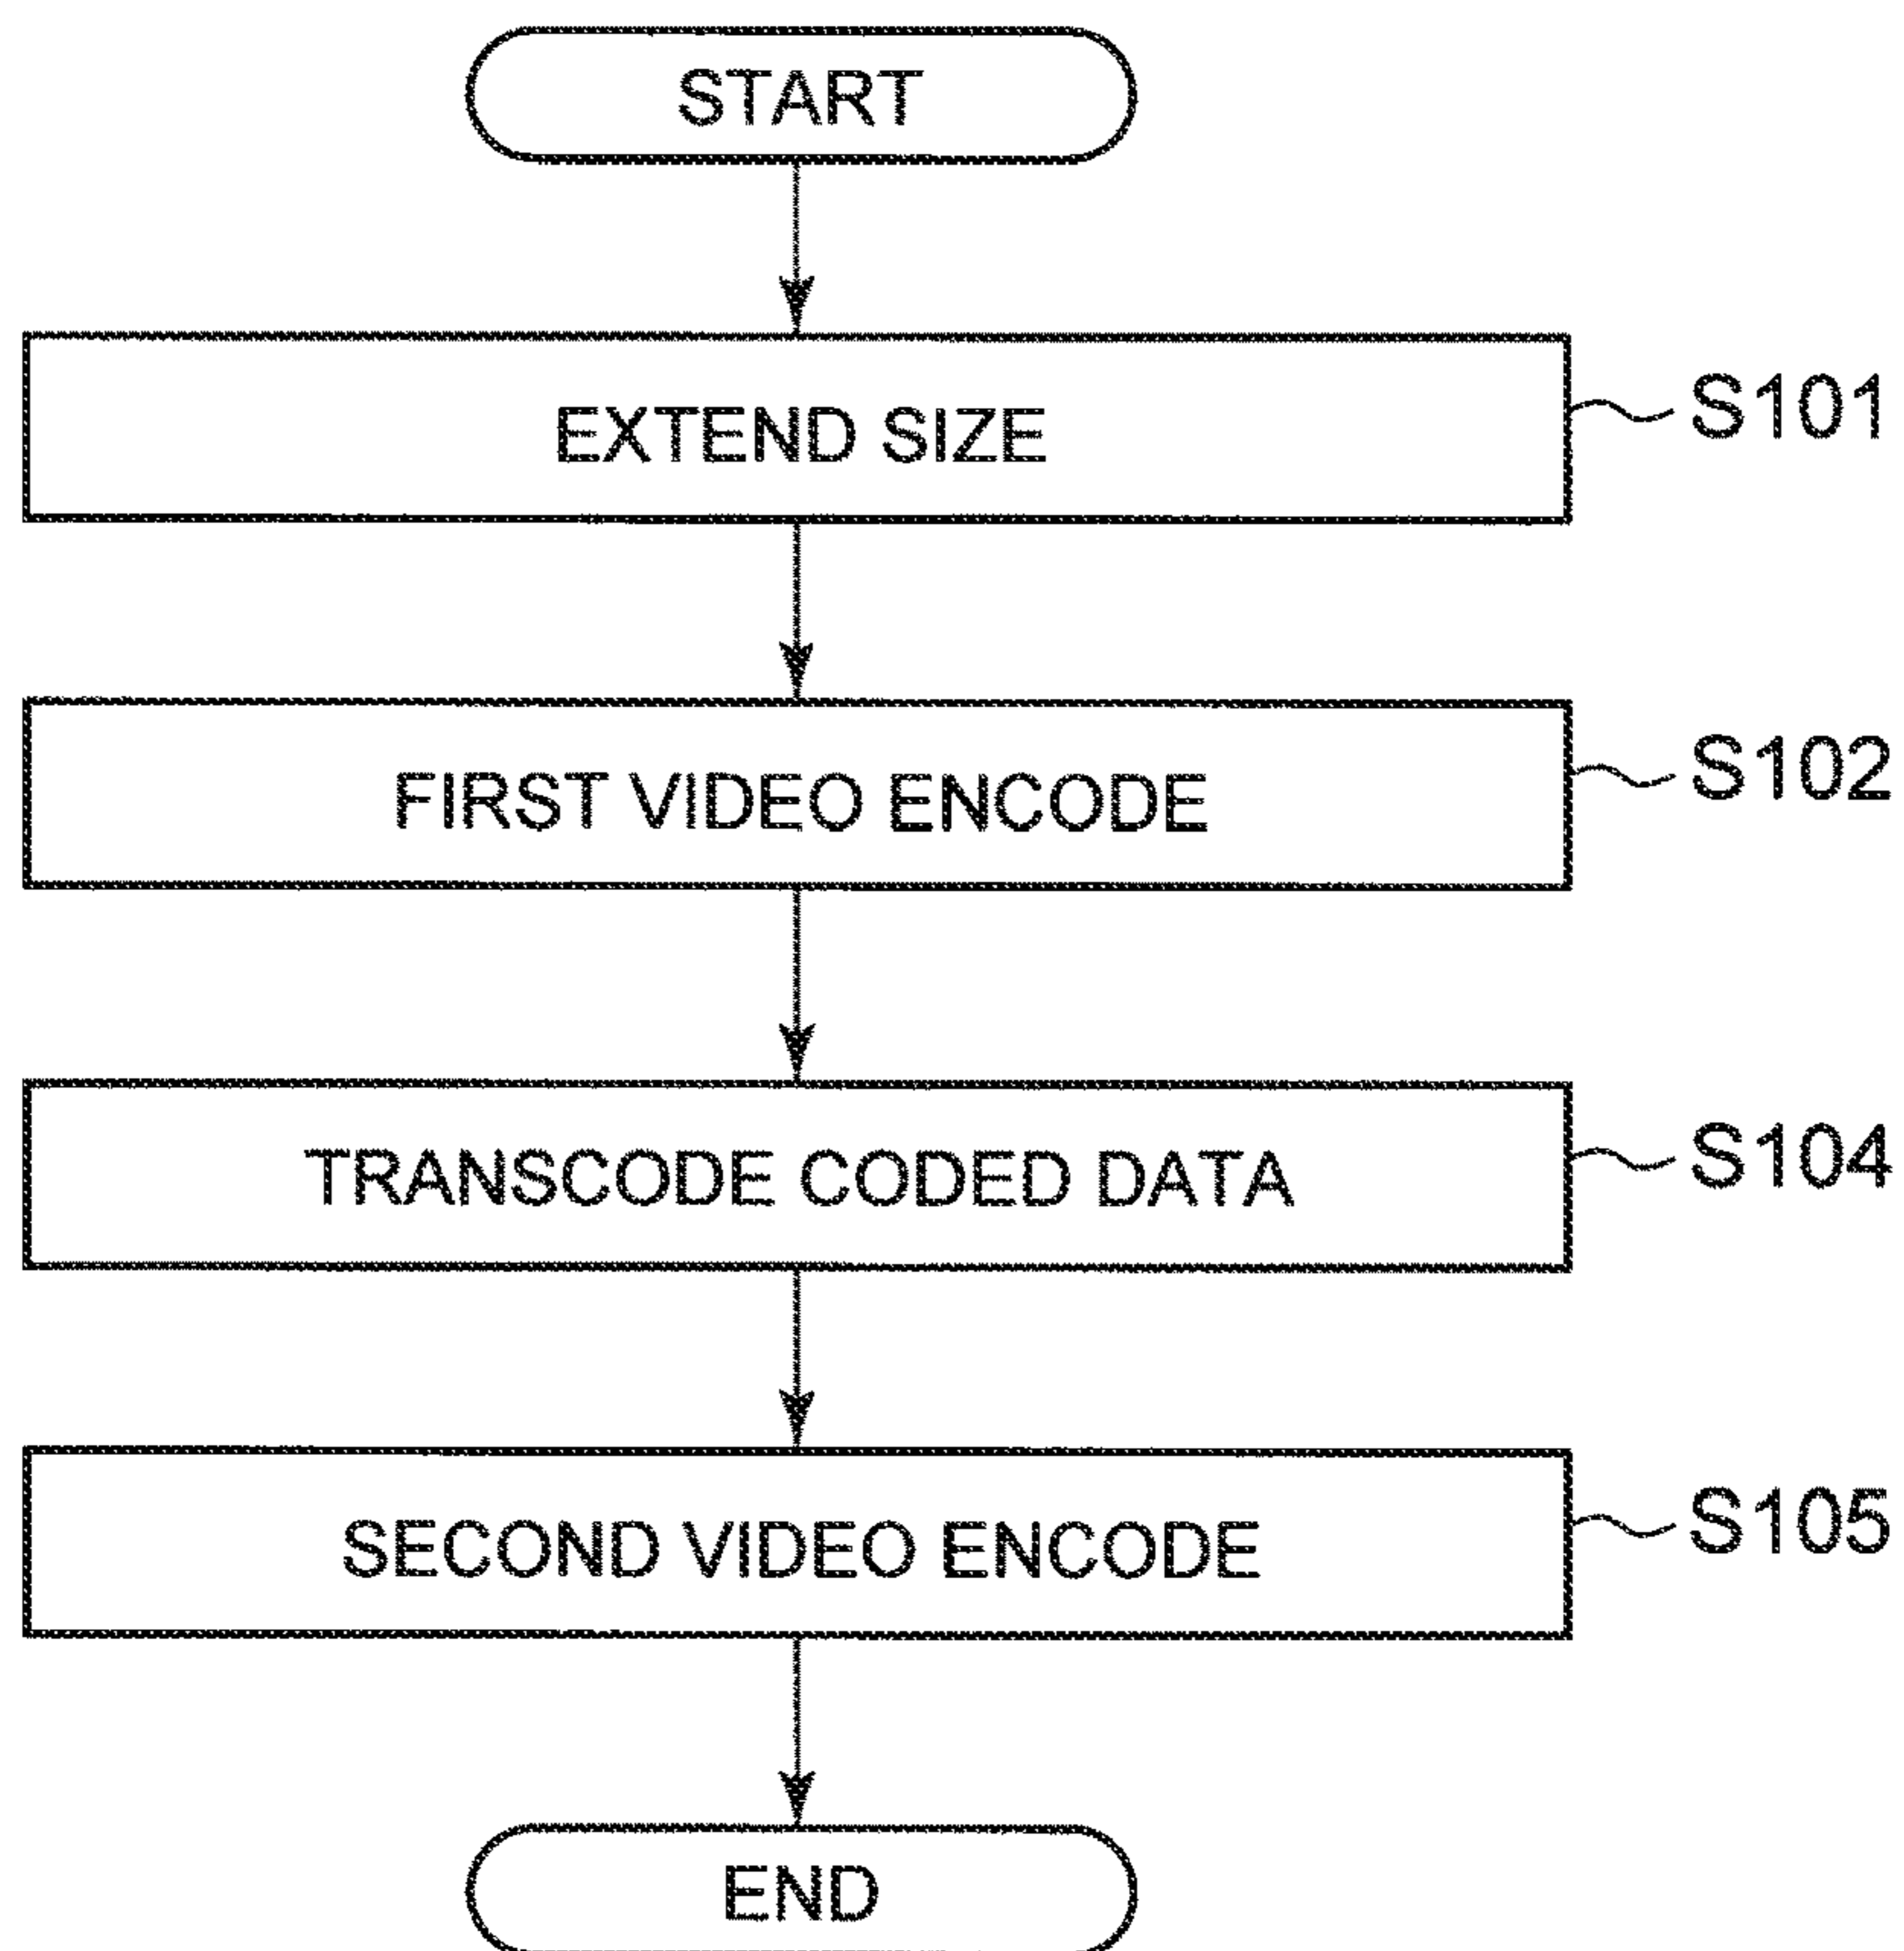 START
EXTEND SIZE
S101
FIRST VIDEO ENCODE
S102
TRANSCODE CODED DATA
S104
SECOND VIDEO ENCODE
S105
END